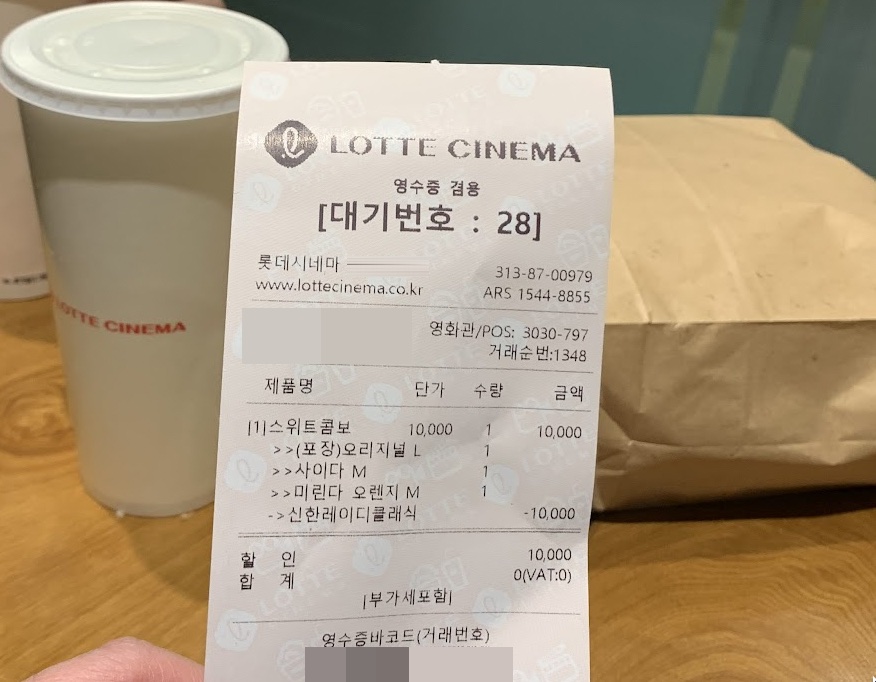 LOTTE CINEMA
LOTTE CINEMA
영수증 겸용
[대기번호 : 28]
롯데시네마
313-87-00979
www.lottecinema.co.kr
ARS 1544-8855
영화관/POS: 3030-797
거래순번:1348
제품명 단가 수량 금액
[1]스위트콤보 10,000 1 10,000
>>(포장)오리지널 L 1
>>사이다 M 1
>>미린다 오렌지 M 1
->신한레이디클래식 -10,000
할 인 10,000
합 계 0(VAT:0)
[부가세포함]
영수증바코드(거래번호)